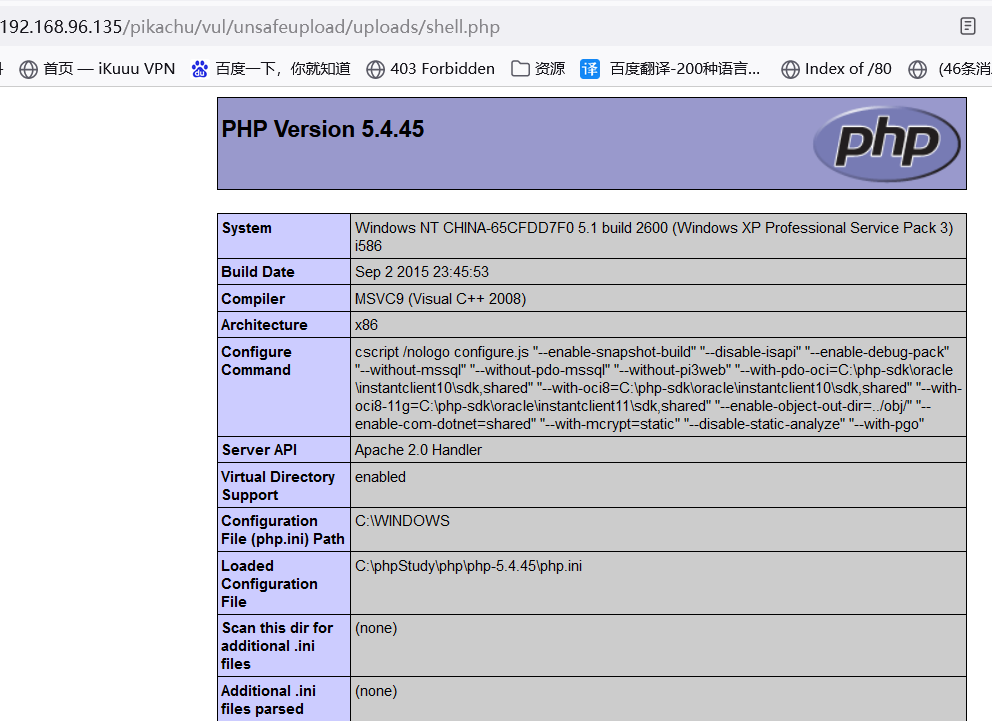 192.168.96.135/pikachu/vul/unsafeupload/uploads/shell.php
首页 — iKuuu VPN 百度一下，你就知道 403 Forbidden 资源 译 百度翻译-200种语言... Index of /80 (46条消
PHP Version 5.4.45
php
System
Windows NT CHINA-65CFDD7F0 5.1 build 2600 (Windows XP Professional Service Pack 3)
i586
Build Date
Sep 2 2015 23:45:53
Compiler
MSVC9 (Visual C++ 2008)
Architecture
x86
Configure
Command
cscript /nologo configure.js "--enable-snapshot-build" "--disable-isapi" "--enable-debug-pack"
"--without-mssql" "--without-pdo-mssql" "--without-pi3web" "--with-pdo-oci=C:\php-sdk\oracle
\instantclient10\sdk,shared" "--with-oci8=C:\php-sdk\oracle\instantclient10\sdk,shared" "--with-
oci8-11g=C:\php-sdk\oracle\instantclient11\sdk,shared" "--enable-object-out-dir=../obj/" "--
enable-com-dotnet=shared" "--with-mcrypt=static" "--disable-static-analyze" "--with-pgo"
Server API
Apache 2.0 Handler
Virtual Directory
Support
enabled
Configuration
File (php.ini) Path
C:\WINDOWS
Loaded
Configuration
File
C:\phpStudy\php\php-5.4.45\php.ini
Scan this dir for
additional .ini
files
(none)
Additional .ini
files parsed
(none)